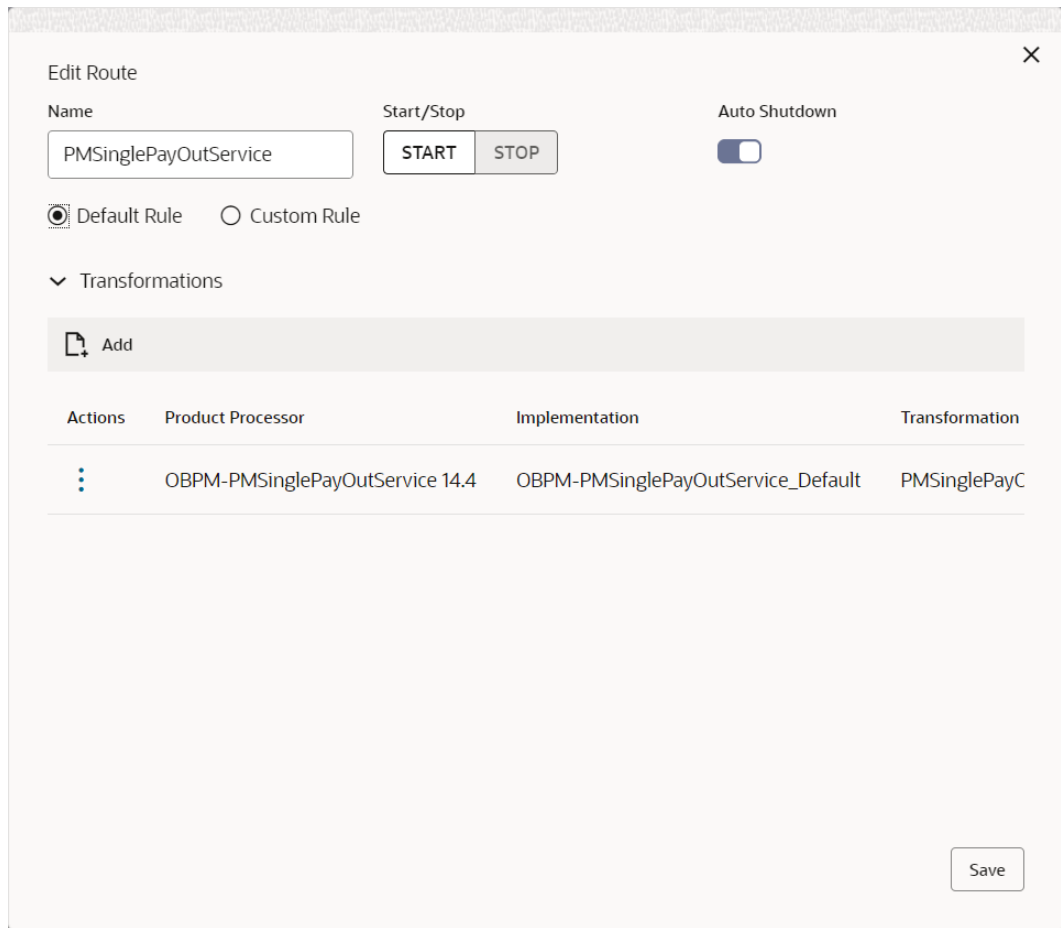 Edit Route
Name Start/Stop Auto Shutdown
PMSinglePayOutService START STOP
Default Rule Custom Rule
Transformations
Add
Actions Product Processor Implementation Transformation
OBPM-PMSinglePayOutService 14.4 OBPM-PMSinglePayOutService_Default
Save